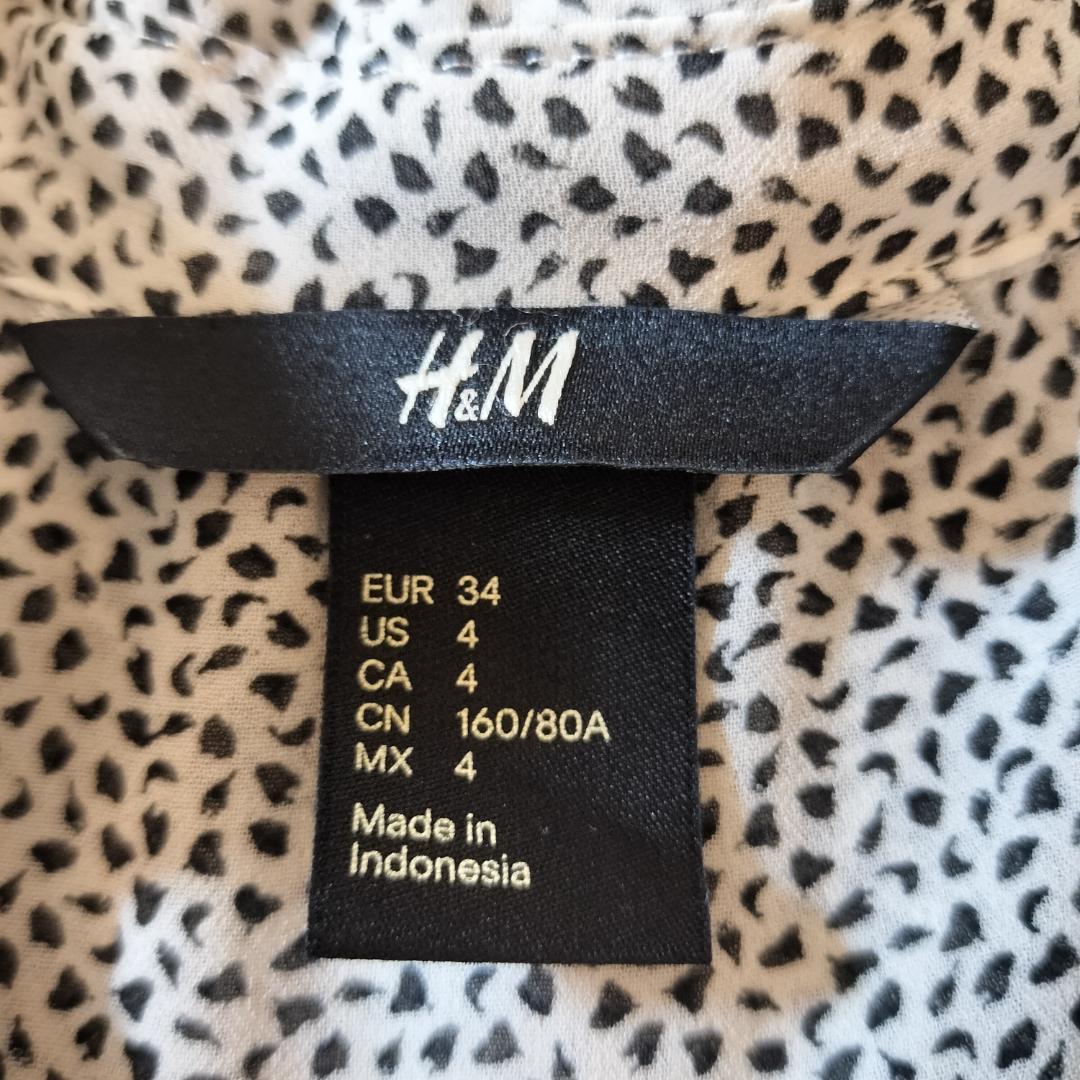 H&M
EUR 34
US 4
CA 4
CN 160/80A
MX 4
Made in
Indonesia